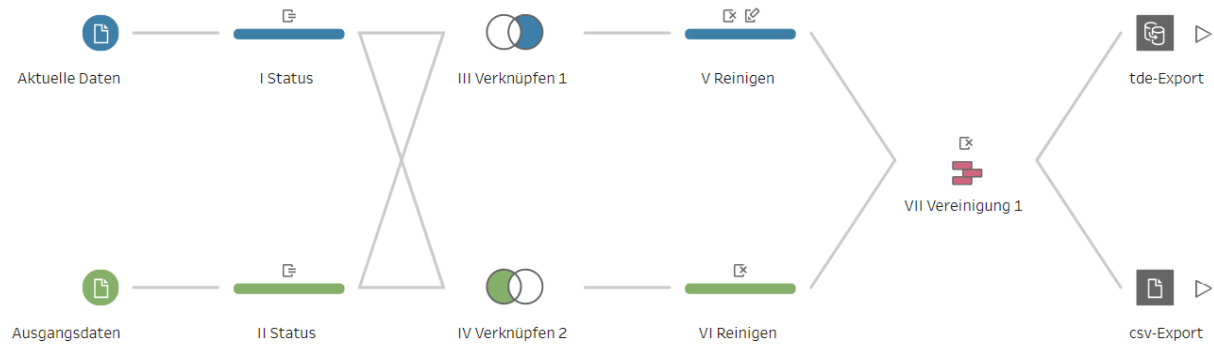 Aktuelle Daten
I Status
III Verknüpfen 1
V Reinigen
tde-Export
VII Vereinigung 1
Ausgangsdaten
II Status
IV Verknüpfen 2
VI Reinigen
csv-Export